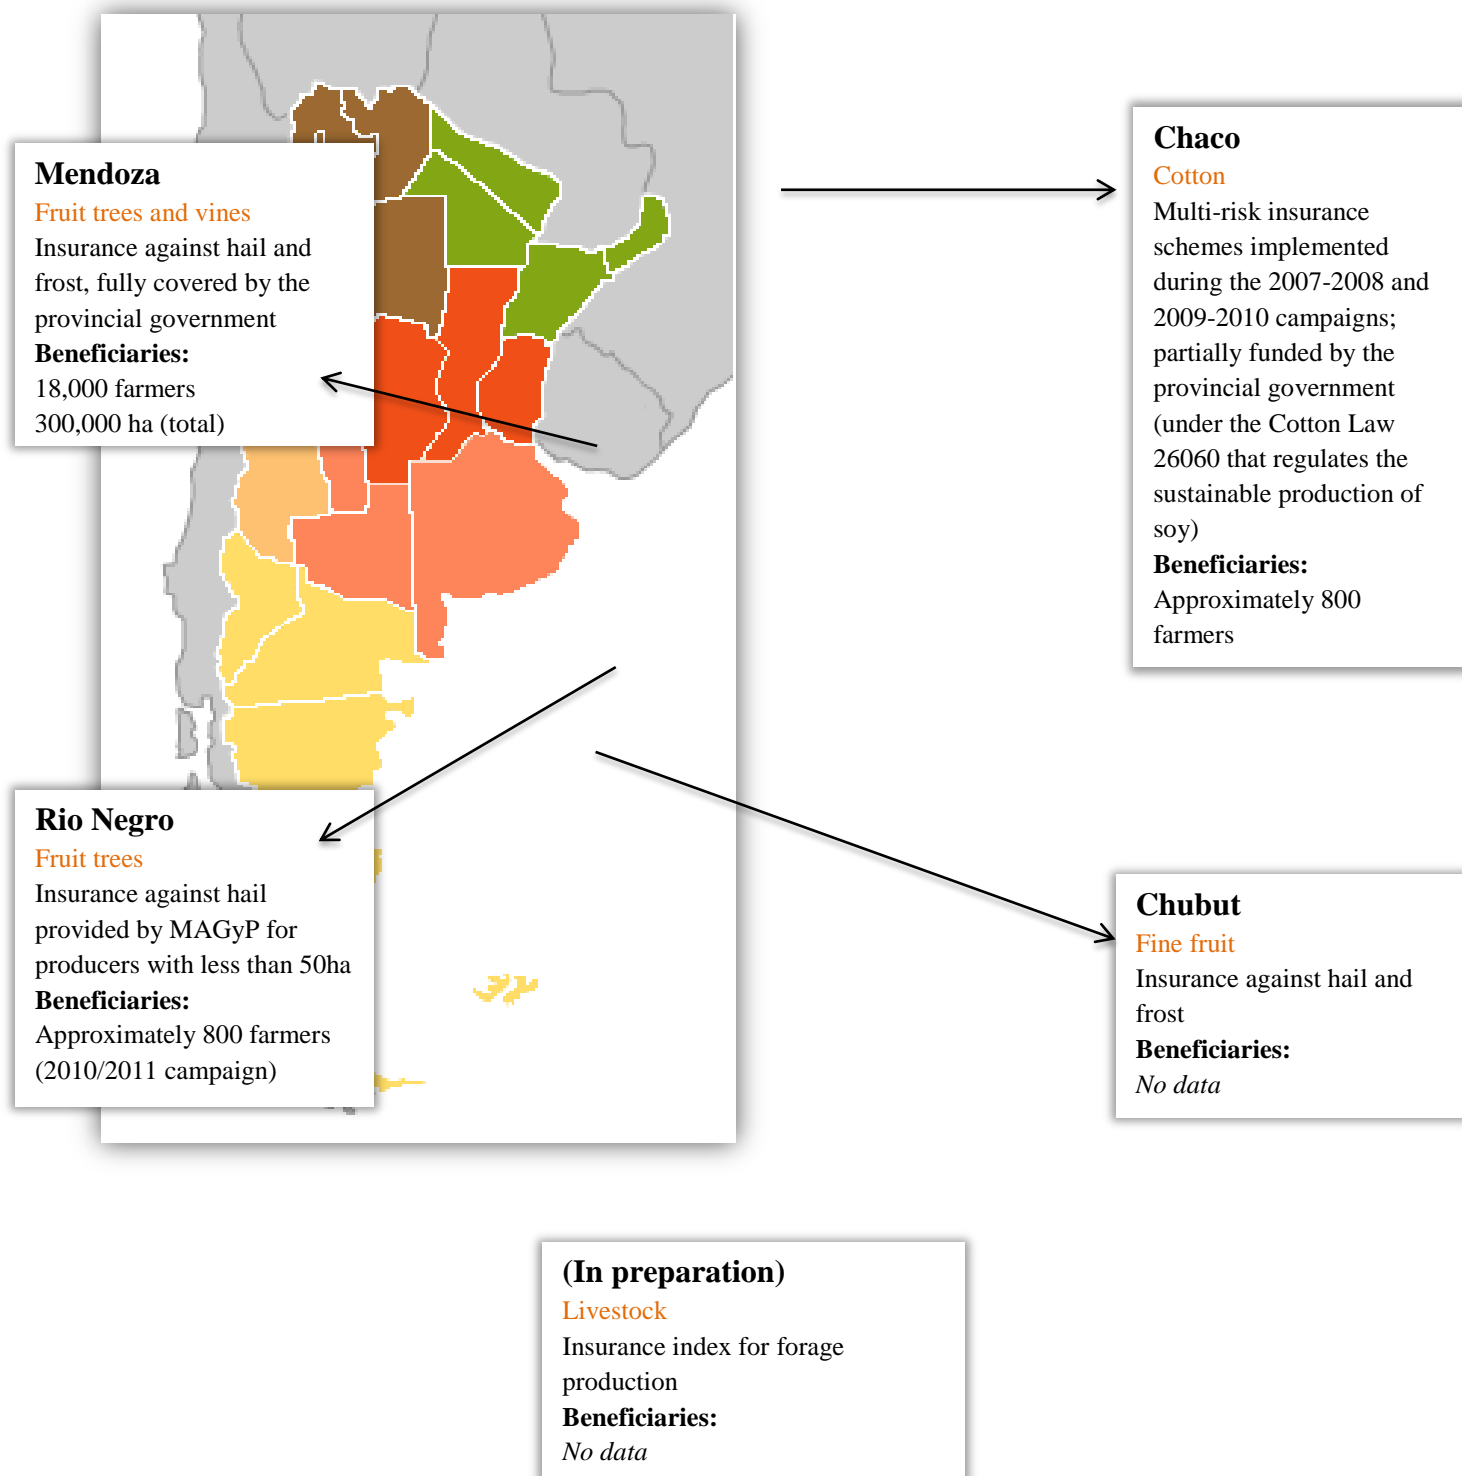 Mendoza
Fruit trees and vines
Insurance against hail and
frost, fully covered by the
provincial government
Beneficiaries:
18,000 farmers
300,000 ha (total)
Chaco
Cotton
Multi-risk insurance
schemes implemented
during the 2007-2008 and
2009-2010 campaigns;
partially funded by the
provincial government
(under the Cotton Law
26060 that regulates the
sustainable production of
soy)
Beneficiaries:
Approximately 800
farmers
Rio Negro
Fruit trees
Insurance against hail
provided by MAGyP for
producers with less than 50ha
Beneficiaries:
Approximately 800 farmers
(2010/2011 campaign)
Chubut
Fine fruit
Insurance against hail and
frost
Beneficiaries:
No data
(In preparation)
Livestock
Insurance index for forage
production
Beneficiaries:
No data